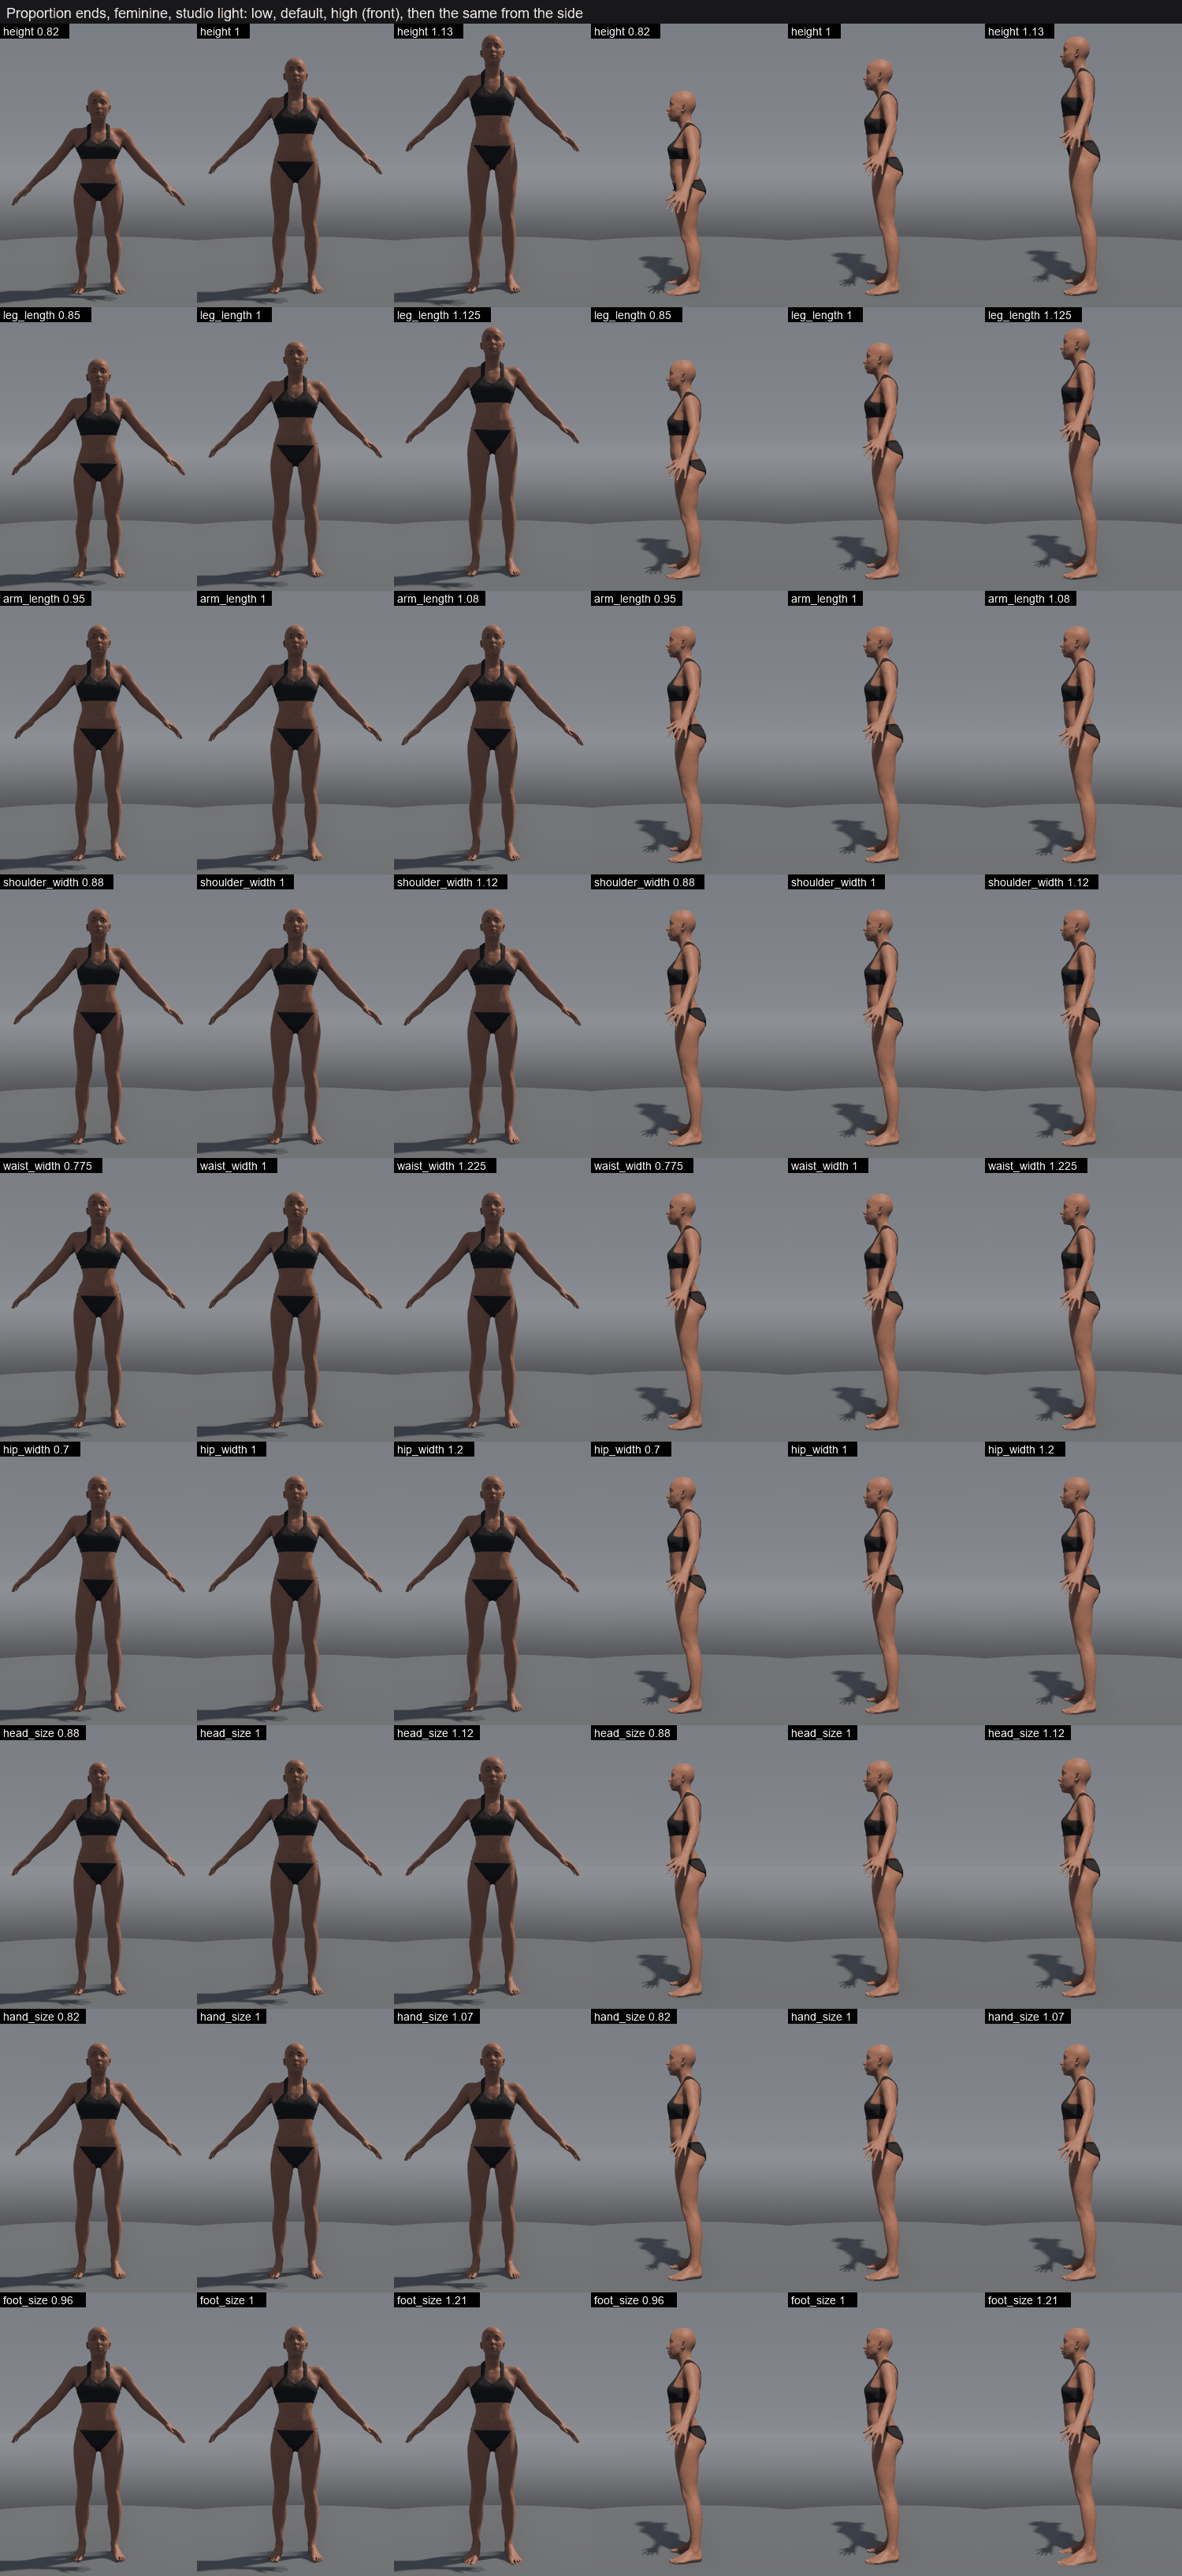 Proportion ends, feminine, studio light: low, default, high (front), then the same from the side
height 0.82 height 1 height 1.13 height 0.82 height 1 height 1.13
leg_length 0.85 leg_length 1 leg_length 1.125 leg_length 0.85 leg_length 1 leg_length 1.125
arm_length 0.95 arm_length 1 arm_length 1.08 arm_length 0.95 arm_length 1 arm_length 1.08
shoulder_width 0.88 shoulder_width 1 shoulder_width 1.12 shoulder_width 0.88 shoulder_width 1 shoulder_width 1.12
waist_width 0.775 waist_width 1 waist_width 1.225 waist_width 0.775 waist_width 1 waist_width 1.225
hip_width 0.7 hip_width 1 hip_width 1.2 hip_width 0.7 hip_width 1 hip_width 1.2
head_size 0.88 head_size 1 head_size 1.12 head_size 0.88 head_size 1 head_size 1.12
hand_size 0.82 hand_size 1 hand_size 1.07 hand_size 0.82 hand_size 1 hand_size 1.07
foot_size 0.96 foot_size 1 foot_size 1.21 foot_size 0.96 foot_size 1 foot_size 1.21